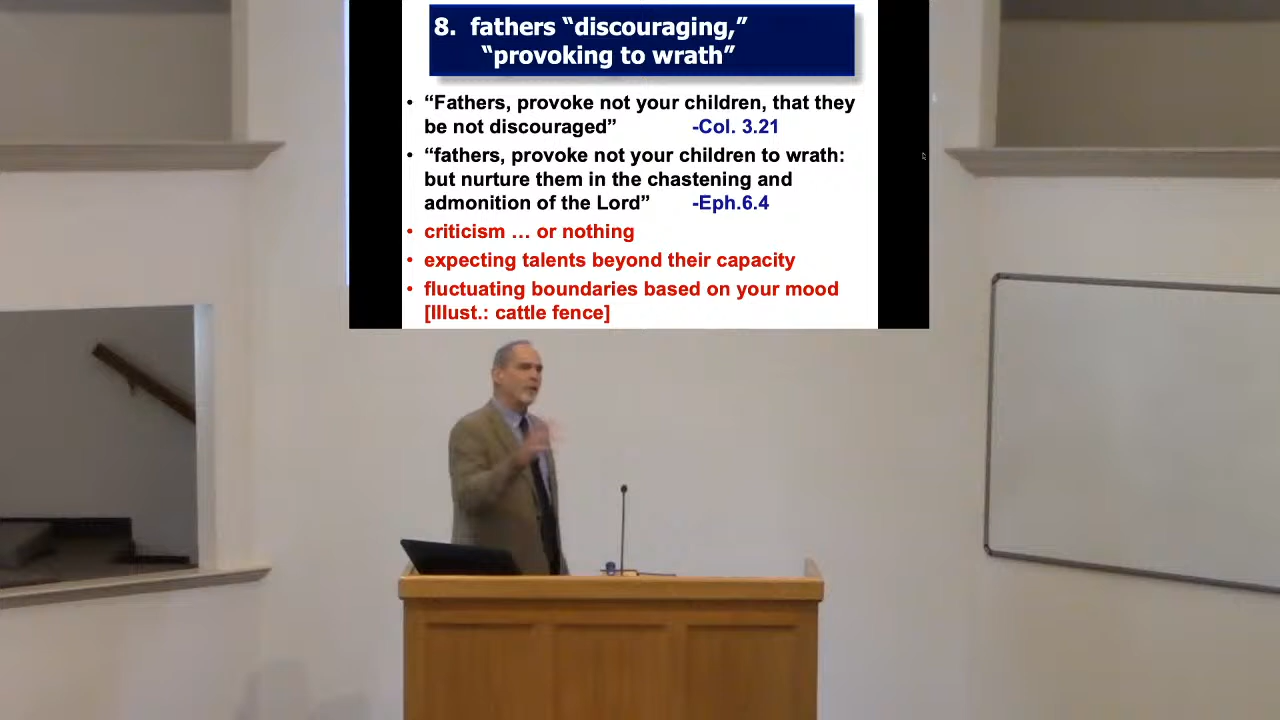 8. fathers “discouraging,”
“provoking to wrath”
• “Fathers, provoke not your children, that they
be not discouraged” -Col. 3.21
• “fathers, provoke not your children to wrath:
but nurture them in the chastening and
admonition of the Lord” -Eph.6.4
• criticism … or nothing
• expecting talents beyond their capacity
• fluctuating boundaries based on your mood
[Illust.: cattle fence]